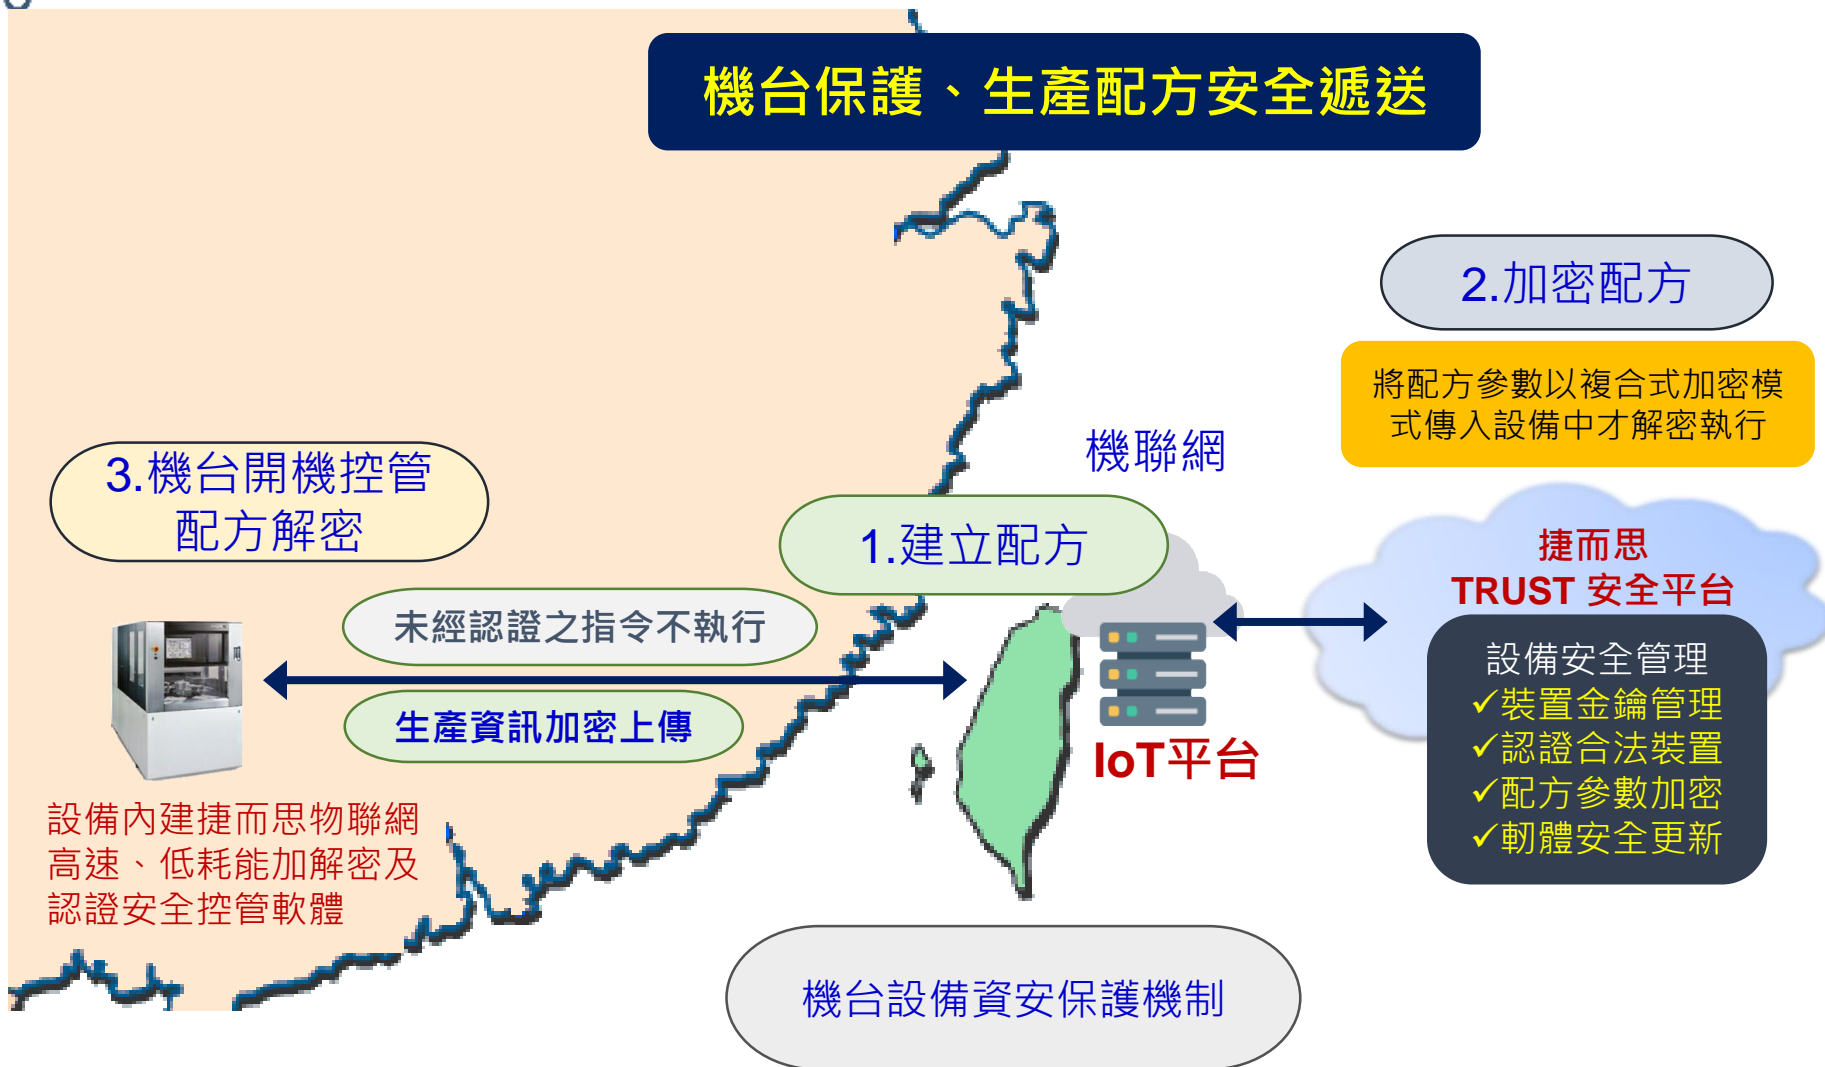 機台保護、生產配方安全遞送
2.加密配方
將配方參數以複合式加密模
式傳入設備中才解密執行
機聯網
3.機台開機控管
配方解密
1.建立配方
捷而思
TRUST 安全平台
未經認證之指令不執行
設備安全管理
✓裝置金鑰管理
✓認證合法裝置
✓配方參數加密
✓軔體安全更新
生產資訊加密上傳
IoT平台
設備內建捷而思物聯網
高速、低耗能加解密及
認證安全控管軟體
機台設備資安保護機制